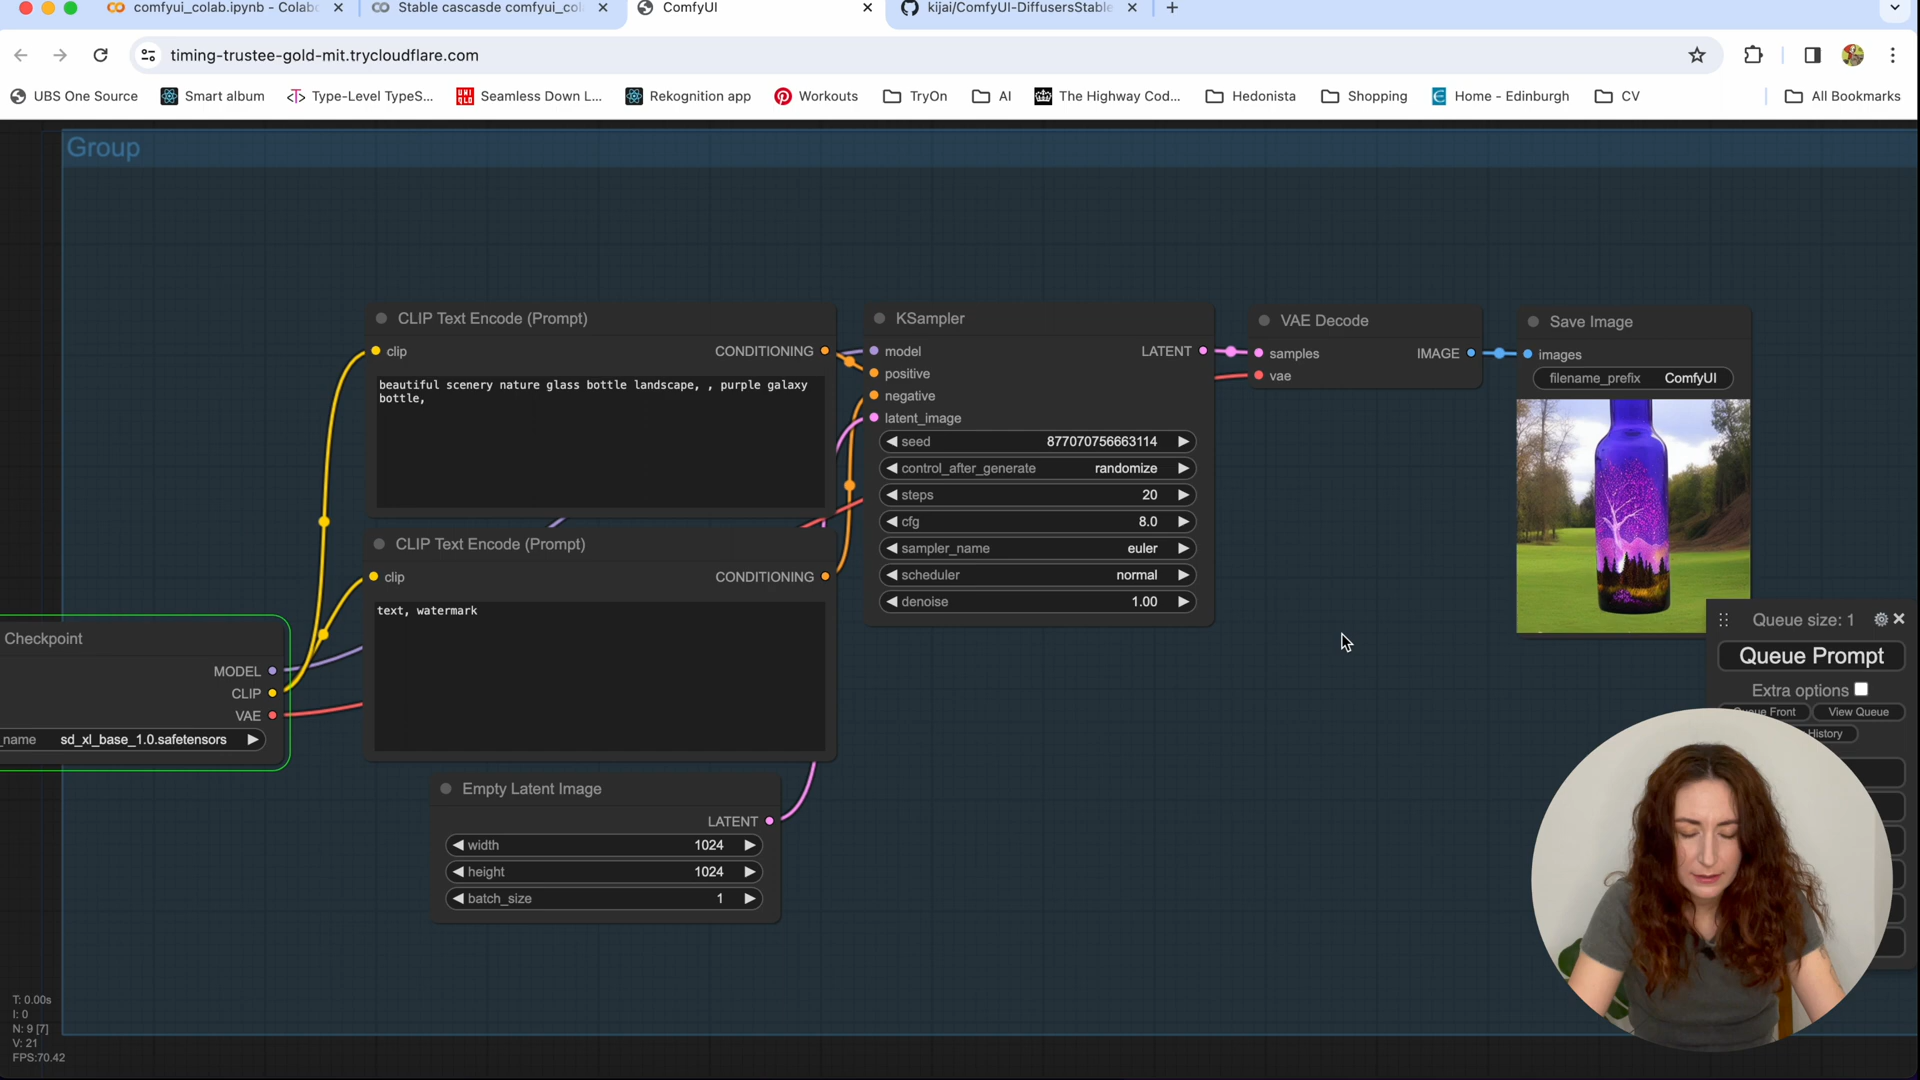 comfyui_colab.ipynb - Colab
Stable cascasde comfyui_col
ComfyUI
kijai/ComfyUI-DiffusersStable
timing-trustee-gold-mit.trycloudflare.com
UBS One Source
Smart album
Type-Level TypeS...
Seamless Down L...
Rekognition app
Workouts
TryOn
AI
The Highway Cod...
Hedonista
Shopping
Home - Edinburgh
CV
All Bookmarks
Group
CLIP Text Encode (Prompt)
clip
CONDITIONING
beautiful scenery nature glass bottle landscape, , purple galaxy
bottle,
CLIP Text Encode (Prompt)
clip
CONDITIONING
text, watermark
Checkpoint
MODEL
CLIP
VAE
_name sd_xl_base_1.0.safetensors
Empty Latent Image
LATENT
width 1024
height 1024
batch_size 1
KSampler
model LATENT
positive
negative
latent_image
seed 877070756663114
control_after_generate randomize
steps 20
cfg 8.0
sampler_name euler
scheduler normal
denoise 1.00
VAE Decode
samples IMAGE
vae
Save Image
images
filename_prefix ComfyUI
Queue size: 1
Queue Prompt
Extra options
Queue Front View Queue
History
T: 0.00s
I: 0
N: 9 [7]
V: 21
FPS:70.42